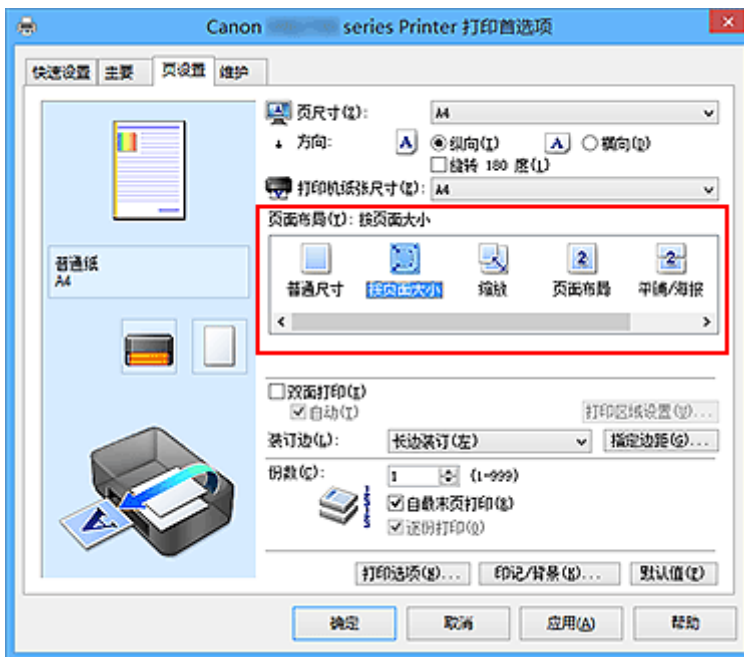 Canon series Printer 打印首选项
快速设置 主要 页设置 维护
页尺寸(Z): A4
方向: A 纵向(I) A 横向(D)
旋转 180 度(L)
打印机纸张尺寸(E): A4
页面布局(Y): 按页面大小
普通尺寸 按页面大小 缩放 页面布局 平铺/海报
普通纸
A4
双面打印(X)
自动(T)
打印区域设置(U)...
装订边(L): 长边装订(左) 指定边距(G)...
份数(C): 1 (1-999)
自最末页打印(R)
逐份打印(O)
打印选项(N)... 印记/背景(K)... 默认值(F)
确定 取消 应用(A) 帮助